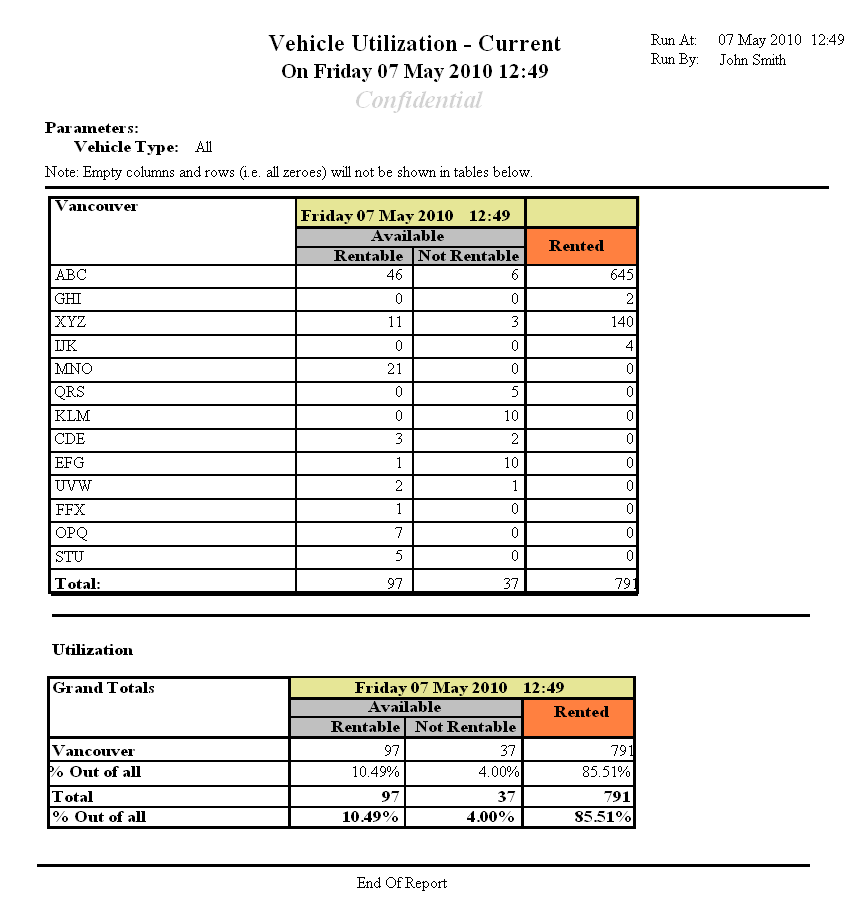 Vehicle Utilization - Current
On Friday 07 May 2010 12:49
Confidential
Run At: 07 May 2010 12:49
Run By: John Smith
Parameters:
Vehicle Type: All
Note: Empty columns and rows (i.e. all zeroes) will not be shown in tables below.
Vancouver
Friday 07 May 2010 12:49
Available
Rented
Rentable Not Rentable
ABC 46 6 645
GHI 0 0 2
XYZ 11 3 140
IJK 0 0 4
MNO 21 0 0
QRS 0 5 0
KLM 0 10 0
CDE 3 2 0
EFG 1 10 0
UVW 2 1 0
FFX 1 0 0
OPQ 7 0 0
STU 5 0 0
Total: 97 37 791
Utilization
Grand Totals Friday 07 May 2010 12:49
Available
Rented
Rentable Not Rentable
Vancouver 97 37 791
% Out of all 10.49% 4.00% 85.51%
Total 97 37 791
% Out of all 10.49% 4.00% 85.51%
End Of Report